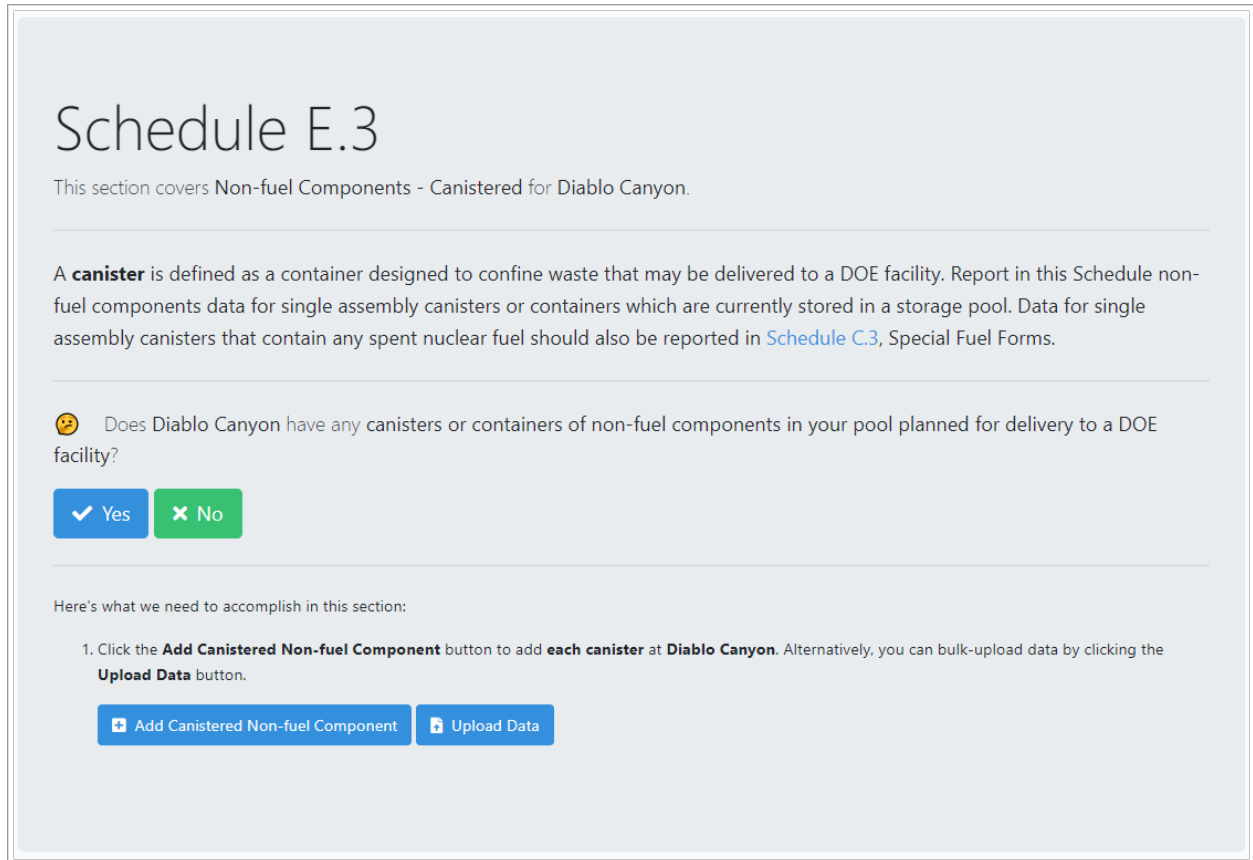 Schedule E.3
This section covers Non-fuel Components - Canistered for Diablo Canyon.
A canister is defined as a container designed to confine waste that may be delivered to a DOE facility. Report in this Schedule non-
fuel components data for single assembly canisters or containers which are currently stored in a storage pool. Data for single
assembly canisters that contain any spent nuclear fuel should also be reported in Schedule C.3, Special Fuel Forms.
Does Diablo Canyon have any canisters or containers of non-fuel components in your pool planned for delivery to a DOE
facility?
Yes No
Here's what we need to accomplish in this section:
1. Click the Add Canistered Non-fuel Component button to add each canister at Diablo Canyon. Alternatively, you can bulk-upload data by clicking the
Upload Data button.
Add Canistered Non-fuel Component Upload Data